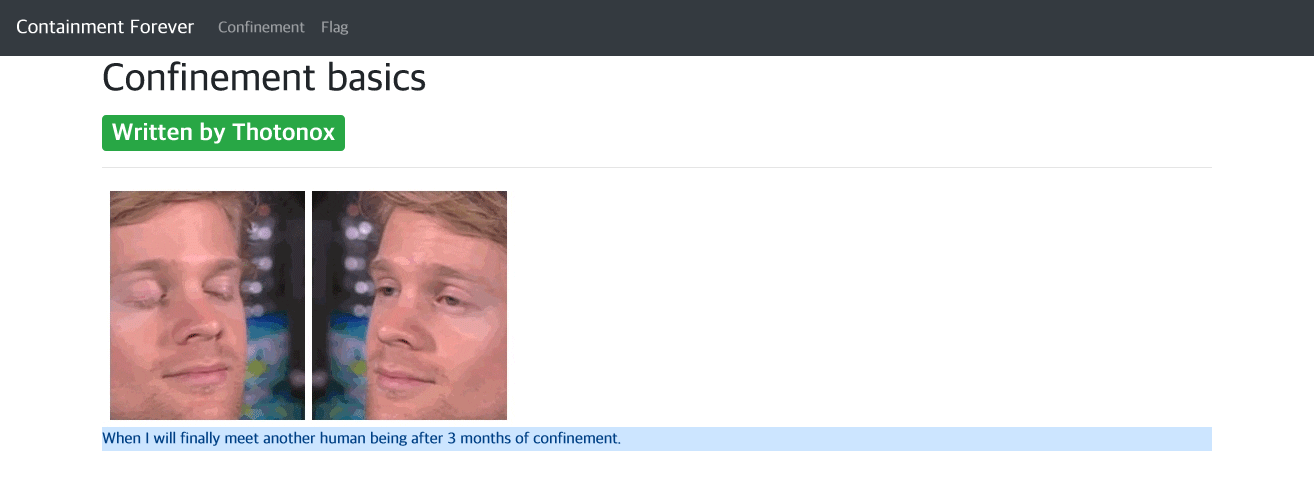 Containment Forever Confinement Flag
Confinement basics
Written by Thotonox
When I will finally meet another human being after 3 months of confinement.